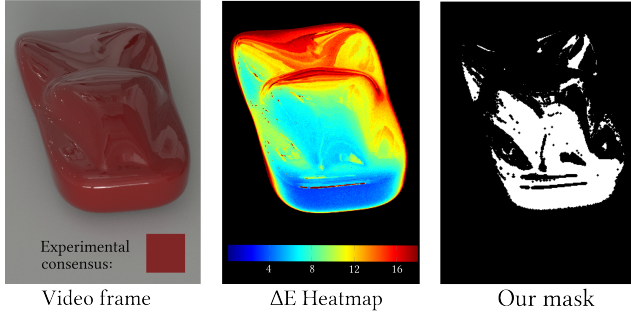 Experimental
consensus:
4 8 12 16
Video frame
ΔE Heatmap
Our mask